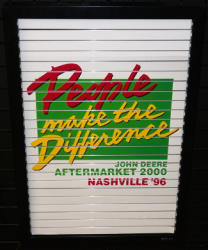 People
make the
Difference
JOHN DEERE
AFTERMARKET 2000
NASHVILLE '96